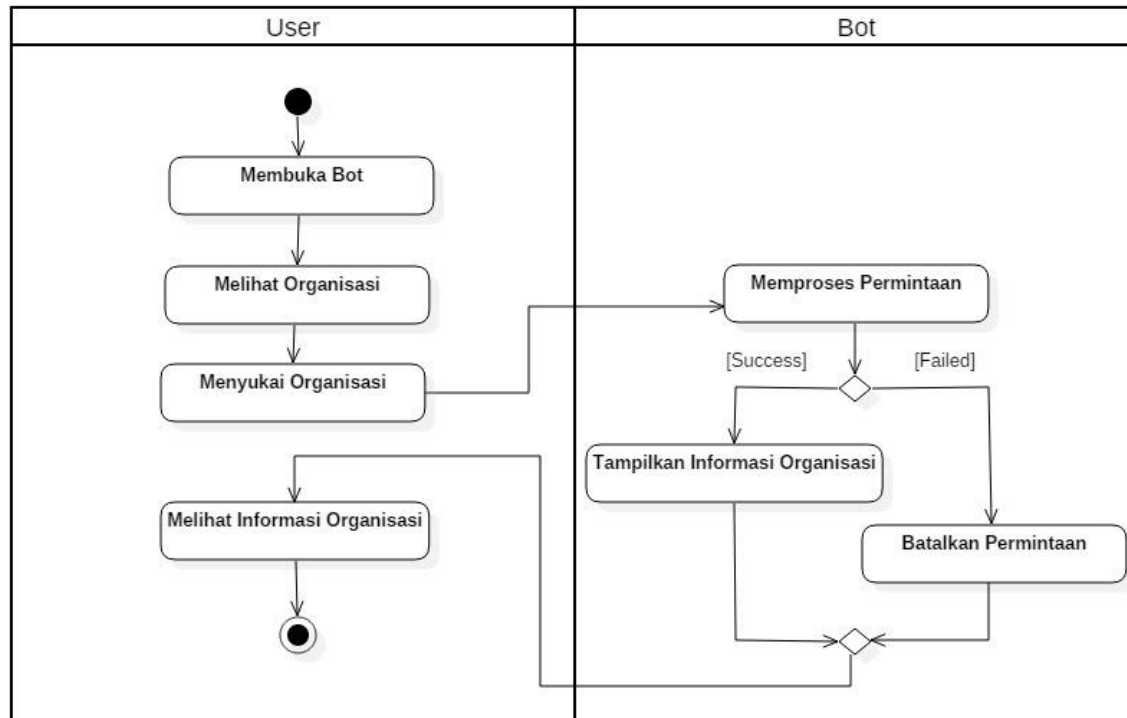 User
Bot
Membuka Bot
Melihat Organisasi
Menyukai Organisasi
Memproses Permintaan
[Success]
[Failed]
Tampilkan Informasi Organisasi
Batalkan Permintaan
Melihat Informasi Organisasi